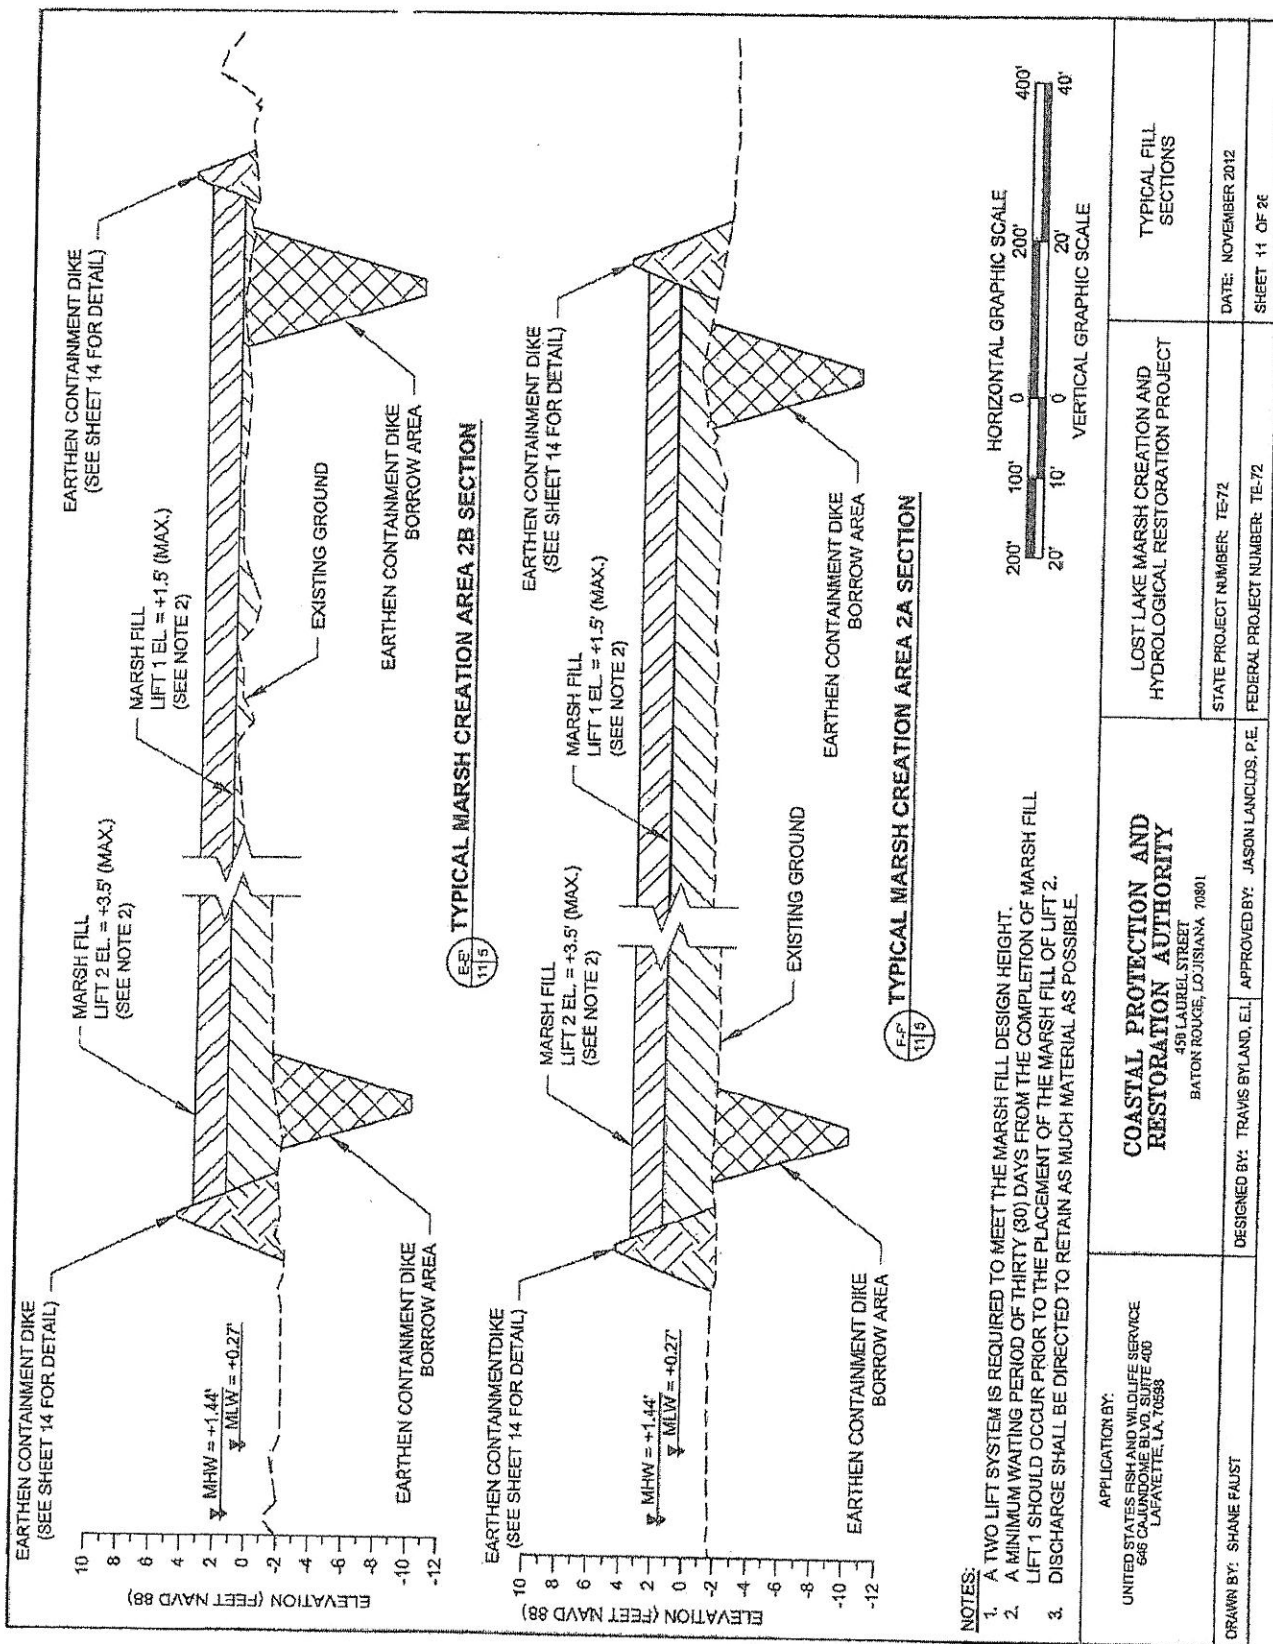 EARTHEN CONTAINMENT DIKE
(SEE SHEET 14 FOR DETAIL)
MARSH FILL
LIFT 2 EL. = +3.5' (MAX.)
(SEE NOTE 2)
MARSH FILL
LIFT 1 EL. = +1.5' (MAX.)
(SEE NOTE 2)
EARTHEN CONTAINMENT DIKE
(SEE SHEET 14 FOR DETAIL)
MHW = +1.44'
MLW = +0.27'
ELEVATION (FEET NAVD 88)
10
8
6
4
2
0
-2
-4
-6
-8
-10
-12
EARTHEN CONTAINMENT DIKE
BORROW AREA
EXISTING GROUND
EARTHEN CONTAINMENT DIKE
BORROW AREA
E-E'
11|5
TYPICAL MARSH CREATION AREA 2B SECTION
EARTHEN CONTAINMENTDIKE
(SEE SHEET 14 FOR DETAIL)
MARSH FILL
LIFT 2 EL. = +3.5' (MAX.)
(SEE NOTE 2)
MARSH FILL
LIFT 1 EL. = +1.5' (MAX.)
(SEE NOTE 2)
EARTHEN CONTAINMENT DIKE
(SEE SHEET 14 FOR DETAIL)
MHW = +1.44'
MLW = +0.27'
ELEVATION (FEET NAVD 88)
10
8
6
4
2
0
-2
-4
-6
-8
-10
-12
EARTHEN CONTAINMENT DIKE
BORROW AREA
EXISTING GROUND
EARTHEN CONTAINMENT DIKE
BORROW AREA
11|5
TYPICAL MARSH CREATION AREA 2A SECTION
NOTES:
1. A TWO LIFT SYSTEM IS REQUIRED TO MEET THE MARSH FILL DESIGN HEIGHT.
2. A MINIMUM WAITING PERIOD OF THIRTY (30) DAYS FROM THE COMPLETION OF MARSH FILL
LIFT 1 SHOULD OCCUR PRIOR TO THE PLACEMENT OF THE MARSH FILL OF LIFT 2.
3. DISCHARGE SHALL BE DIRECTED TO RETAIN AS MUCH MATERIAL AS POSSIBLE.
HORIZONTAL GRAPHIC SCALE
200' 100' 0 200' 400'
20' 10' 0 20' 40'
VERTICAL GRAPHIC SCALE
APPLICATION BY:
UNITED STATES FISH AND WILDLIFE SERVICE
646 CAJUNDOME BLVD, SUITE 400
LAFAYETTE, LA. 70598
COASTAL PROTECTION AND
RESTORATION AUTHORITY
450 LAUREL STREET
BATON ROUGE, LOUISIANA 70801
LOST LAKE MARSH CREATION AND
HYDROLOGICAL RESTORATION PROJECT
TYPICAL FILL
SECTIONS
STATE PROJECT NUMBER: TE-72
DATE: NOVEMBER 2012
DRAWN BY: SHANE FAUST
DESIGNED BY: TRAVIS BYLAND, E.I.
APPROVED BY: JASON LANCLOS, P.E.
FEDERAL PROJECT NUMBER: TE-72
SHEET 11 OF 26